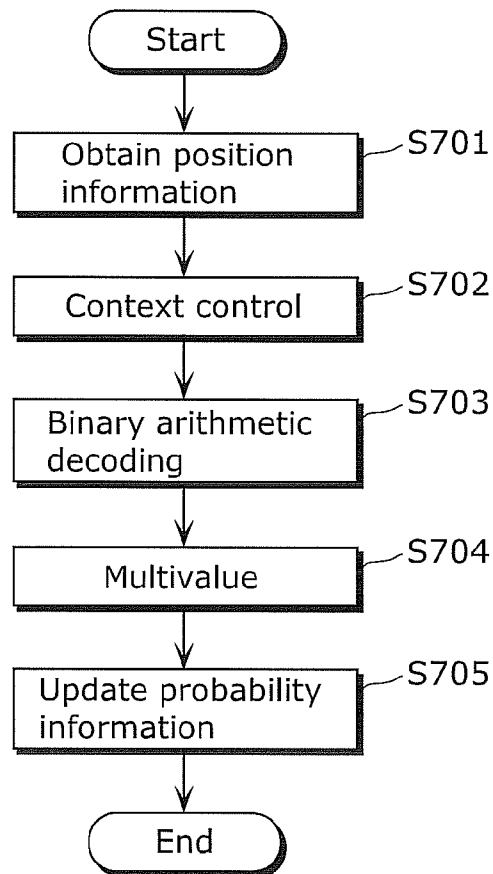 Start
Obtain position
information
S701
Context control
S702
Binary arithmetic
decoding
S703
Multivalue
S704
Update probability
information
S705
End